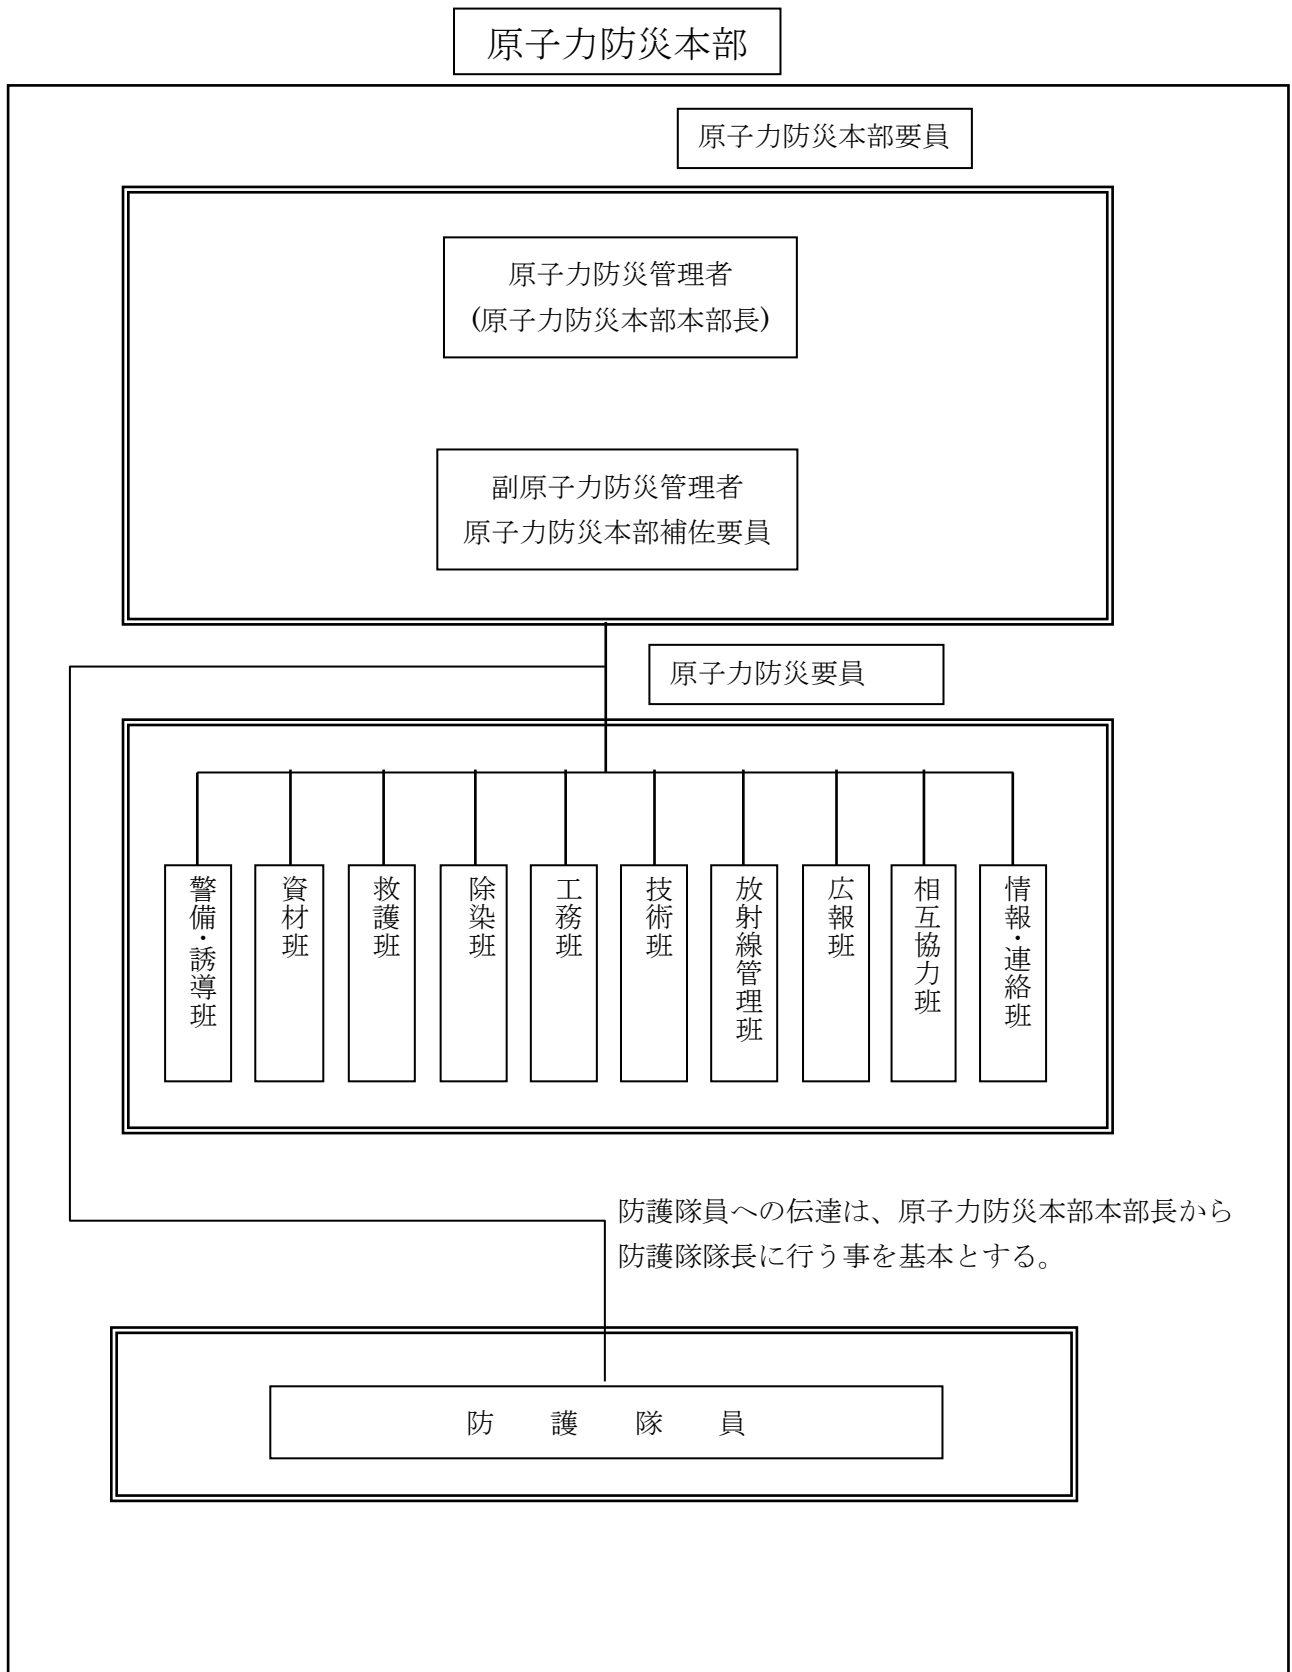 原子力防災本部
原子力防災本部要員
原子力防災管理者
(原子力防災本部本部長)
副原子力防災管理者
原子力防災本部補佐要員
原子力防災要員
情報・連絡班
相互協力班
広報班
放射線管理班
技術班
工務班
除染班
救護班
資材班
警備・誘導班
防護隊員への伝達は、原子力防災本部本部長から
防護隊隊長に行う事を基本とする。
防　護　隊　員